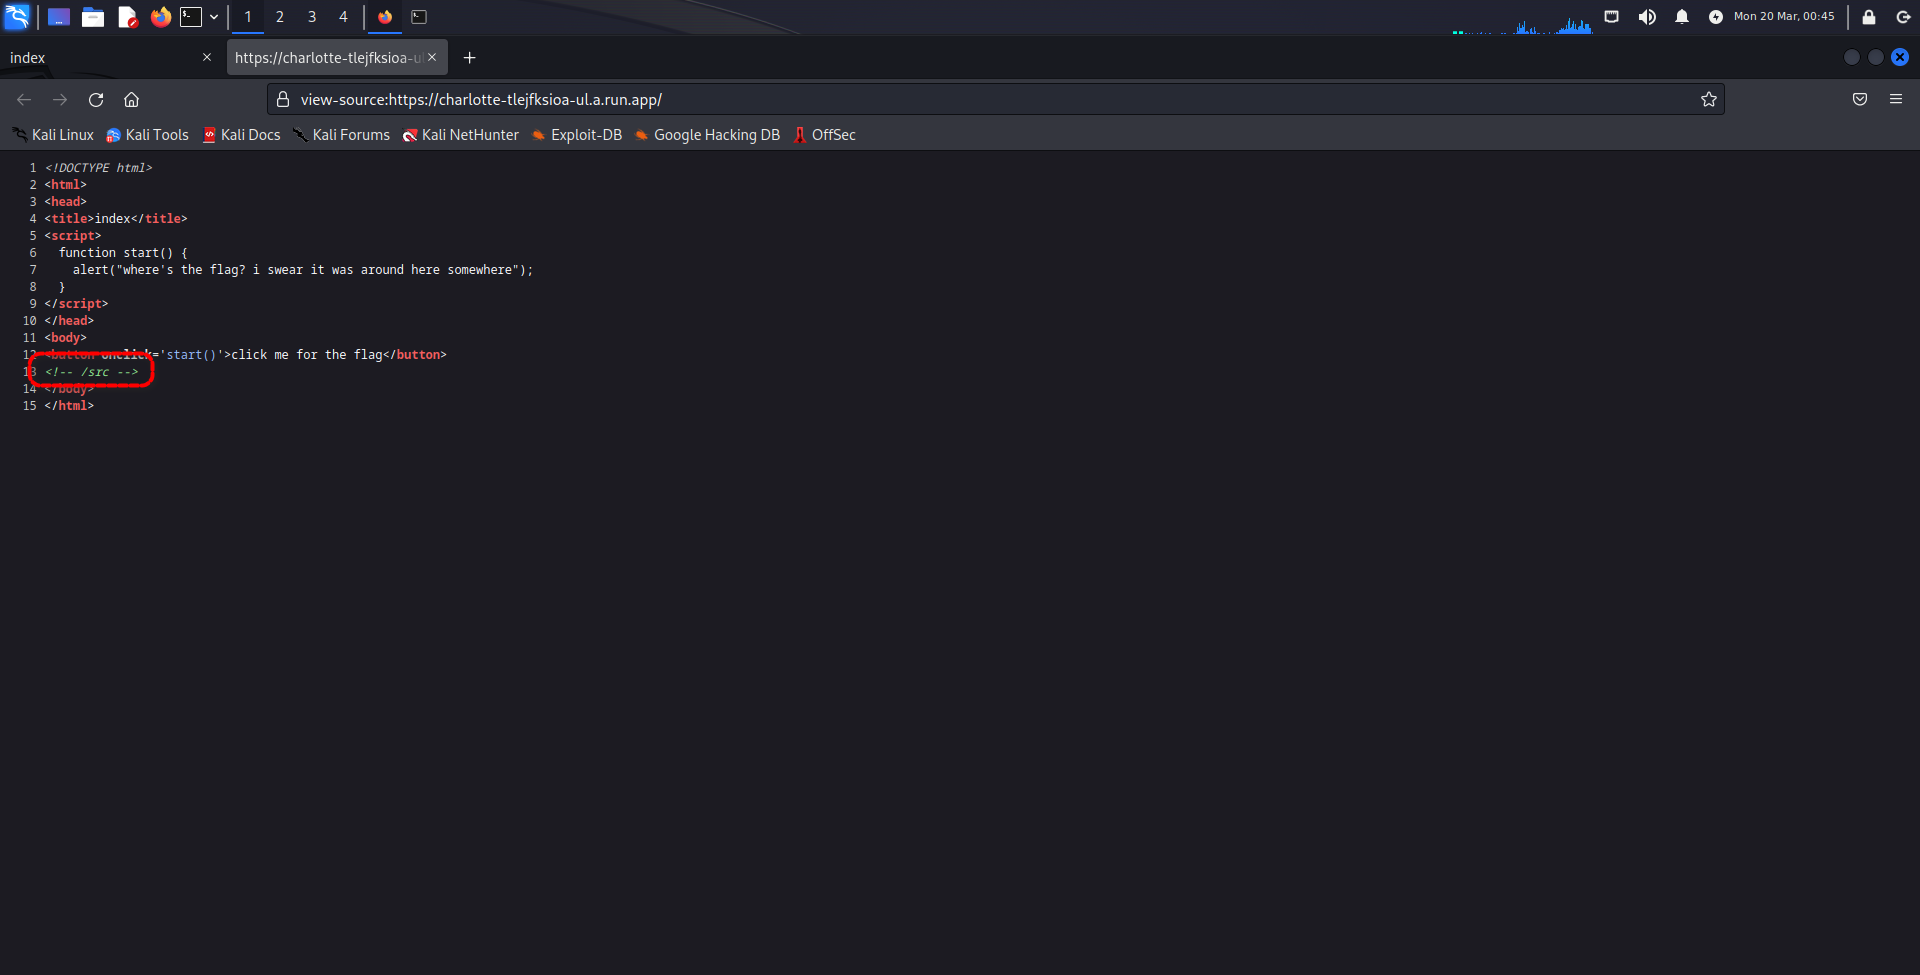 1 2 3 4 Mon 20 Mar, 00:45
index https://charlotte-tlejfksioa-ul
view-source:https://charlotte-tlejfksioa-ul.a.run.app/
Kali Linux Kali Tools Kali Docs Kali Forums Kali NetHunter Exploit-DB Google Hacking DB OffSec
1 <!DOCTYPE html>
2 <html>
3 <head>
4 <title>index</title>
5 <script>
6 function start() {
7 alert("where's the flag? i swear it was around here somewhere");
8 }
9 </script>
10 </head>
11 <body>
12 <button onclick='start()'>click me for the flag</button>
13 <!-- /src -->
14 </body>
15 </html>